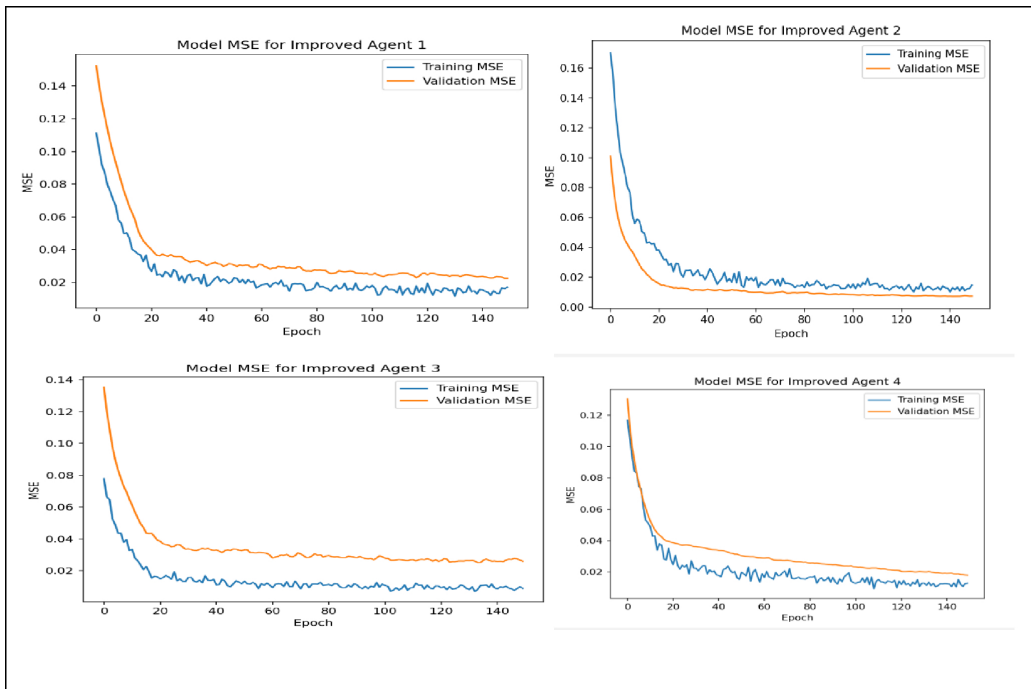 Model MSE for Improved Agent 1
Training MSE
Validation MSE
MSE
0.14
0.12
0.10
0.08
0.06
0.04
0.02
0 20 40 60 80 100 120 140
Epoch
Model MSE for Improved Agent 2
Training MSE
Validation MSE
MSE
0.16
0.14
0.12
0.10
0.08
0.06
0.04
0.02
0.00
0 20 40 60 80 100 120 140
Epoch
Model MSE for Improved Agent 3
Training MSE
Validation MSE
MSE
0.14
0.12
0.10
0.08
0.06
0.04
0.02
0 20 40 60 80 100 120 140
Epoch
Model MSE for Improved Agent 4
Training MSE
Validation MSE
MSE
0.12
0.10
0.08
0.06
0.04
0.02
0 20 40 60 80 100 120 140
Epoch